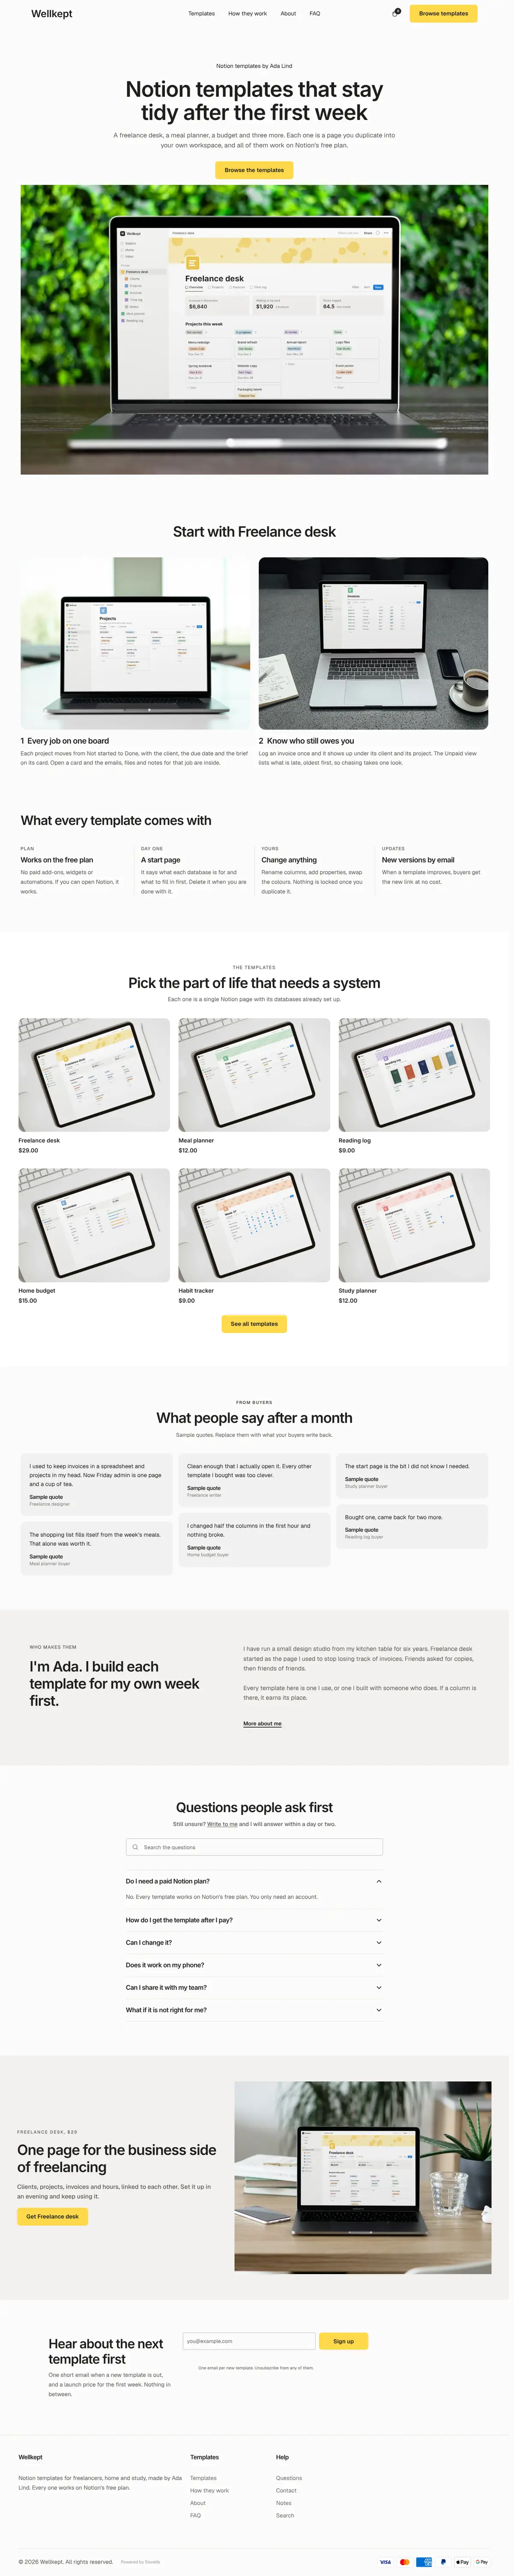 Wellkept
Templates
How they work
About
FAQ
Browse templates
Notion templates by Ada Lind
Notion templates that stay
tidy after the first week
A freelance desk, a meal planner, a budget and three more. Each one is a page you duplicate into
your own workspace, and all of them work on Notion's free plan.
Browse the templates
Wellkept
Freelance desk
Freelance desk
$6,840
$1,920
64.5
Projects this week
Start with Freelance desk
Projects
Invoices
1 Every job on one board
Each project moves from Not started to Done, with the client, the due date and the brief
on its card. Open a card and the emails, files and notes for that job are inside.
2 Know who still owes you
Log an invoice once and it shows up under its client and its project. The Unpaid view
lists what is late, oldest first, so chasing takes one look.
What every template comes with
PLAN
Works on the free plan
No paid add-ons, widgets or
automations. If you can open Notion, it
works.
DAY ONE
A start page
It says what each database is for and
what to fill in first. Delete it when you are
done with it.
YOURS
Change anything
Rename columns, add properties, swap
the colours. Nothing is locked once you
duplicate it.
UPDATES
New versions by email
When a template improves, buyers get
the new link at no cost.
THE TEMPLATES
Pick the part of life that needs a system
Each one is a single Notion page with its databases already set up.
Freelance desk
$29.00
Meal planner
$12.00
Reading log
$9.00
Home budget
$15.00
Habit tracker
$9.00
Study planner
$12.00
See all templates
FROM BUYERS
What people say after a month
Sample quotes. Replace them with what your buyers write back.
I used to keep invoices in a spreadsheet and
projects in my head. Now Friday admin is one page
and a cup of tea.
Sample quote
Freelance designer
The shopping list fills itself from the week's meals.
That alone was worth it.
Sample quote
Meal planner buyer
Clean enough that I actually open it. Every other
template I bought was too clever.
Sample quote
Freelance writer
I changed half the columns in the first hour and
nothing broke.
Sample quote
Home budget buyer
The start page is the bit I did not know I needed.
Sample quote
Study planner buyer
Bought one, came back for two more.
Sample quote
Reading log buyer
WHO MAKES THEM
I'm Ada. I build each
template for my own week
first.
I have run a small design studio from my kitchen table for six years. Freelance desk
started as the page I used to stop losing track of invoices. Friends asked for copies,
then friends of friends.
Every template here is one I use, or one I built with someone who does. If a column is
there, it earns its place.
More about me
Questions people ask first
Still unsure? Write to me and I will answer within a day or two.
Search the questions
Do I need a paid Notion plan?
No. Every template works on Notion's free plan. You only need an account.
How do I get the template after I pay?
Can I change it?
Does it work on my phone?
Can I share it with my team?
What if it is not right for me?
FREELANCE DESK, $29
One page for the business side
of freelancing
Clients, projects, invoices and hours, linked to each other. Set it up in
an evening and keep using it.
Get Freelance desk
Freelance desk
Hear about the next
template first
One short email when a new template is out,
and a launch price for the first week. Nothing in
between.
you@example.com
Sign up
One email per new template. Unsubscribe from any of them.
Wellkept
Notion templates for freelancers, home and study, made by Ada
Lind. Every one works on Notion's free plan.
Templates
Templates
How they work
About
FAQ
Help
Questions
Contact
Notes
Search
© 2026 Wellkept. All rights reserved.
VISA
Pay
G Pay